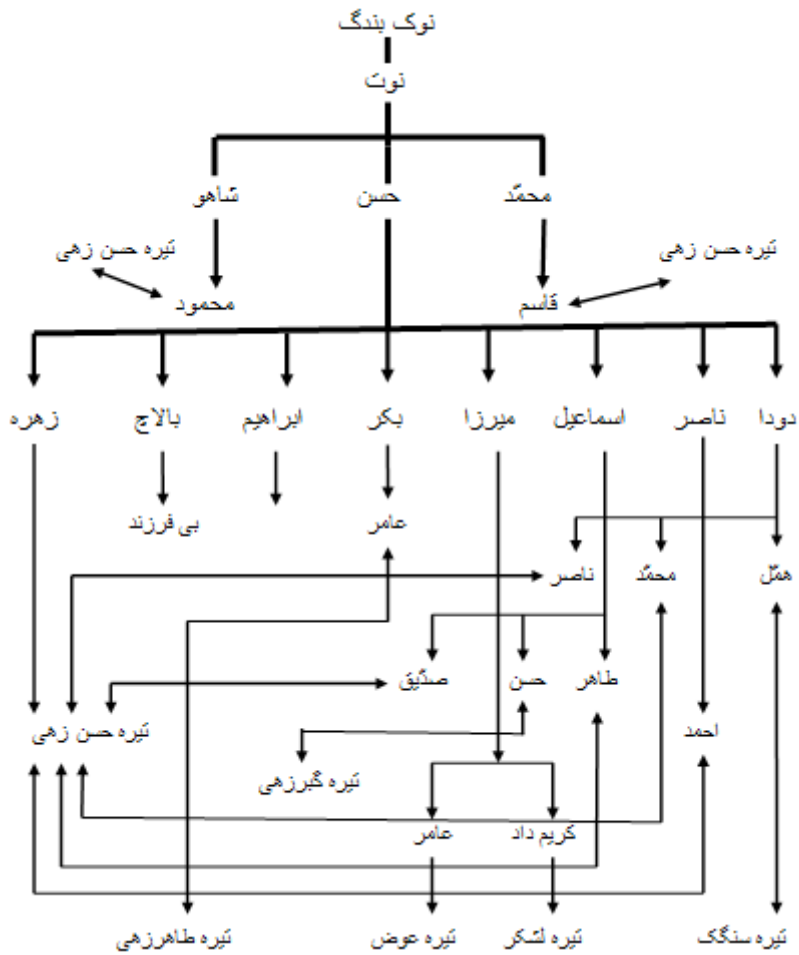 نوک بندگ
نوت
محمّد حسن شاهو
تیره حسن زهی تیره حسن زهی
قاسم محمود
دودا ناصر اسماعیل میرزا بکر ابراهیم بالاچ زهره
عامر بی فرزند
همّل محمّد ناصر
طاهر حسن صدّیق
احمد تیره حسن زهی
تیره گبرزهی
کریم داد عامر
تیره سنگک تیره لشکر تیره عوض تیره طاهرزهی